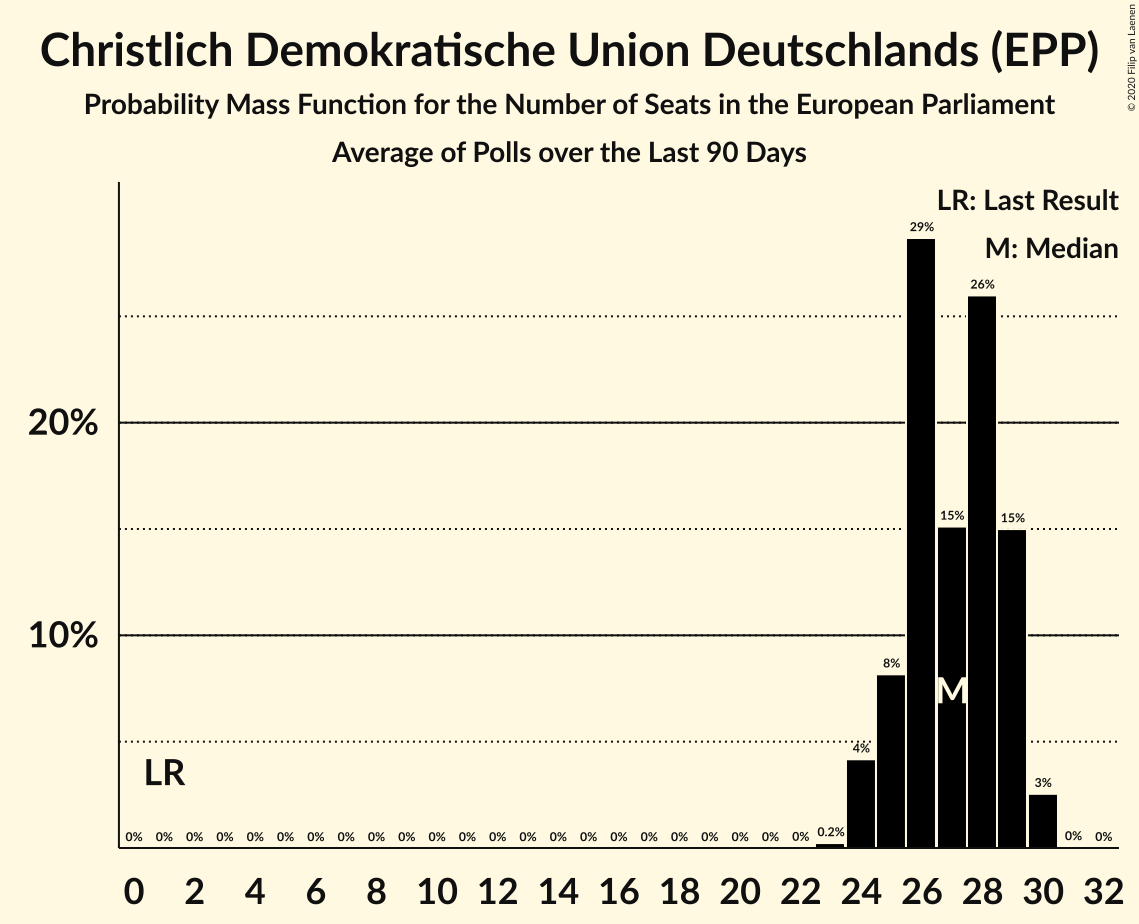 Christlich Demokratische Union Deutschlands (EPP)
Probability Mass Function for the Number of Seats in the European Parliament
Average of Polls over the Last 90 Days
© 2020 Filip van Laenen
LR: Last Result
M: Median
29%
26%
20%
15% 15%
10%
8%
M
4%
LR
3%
0% 0% 0% 0% 0% 0% 0% 0% 0% 0% 0% 0% 0% 0% 0% 0% 0% 0% 0% 0% 0% 0% 0% 0.2% 0% 0%
0 2 4 6 8 10 12 14 16 18 20 22 24 26 28 30 32